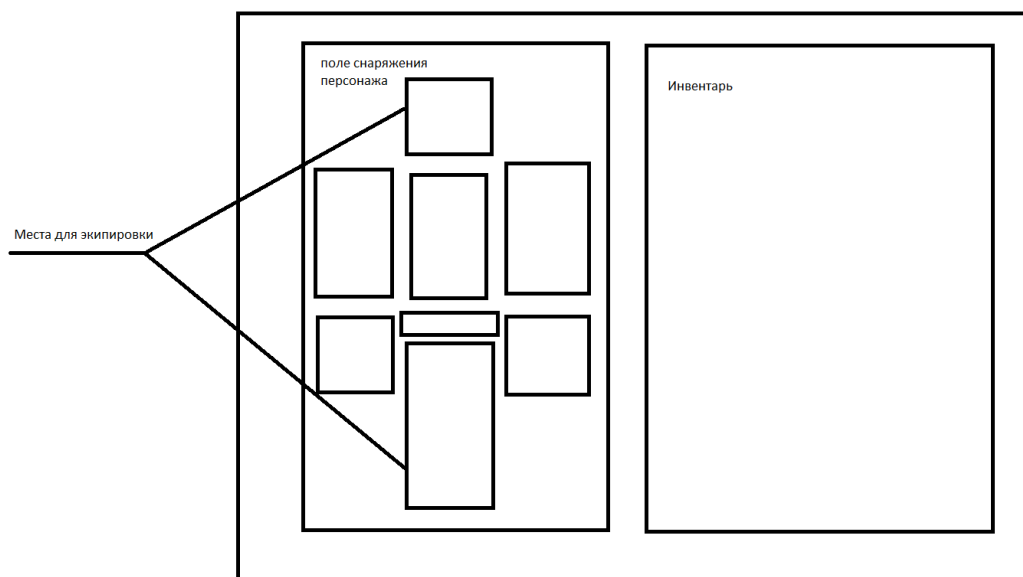 поле снаряжения
персонажа
Инвентарь
Места для экипировки